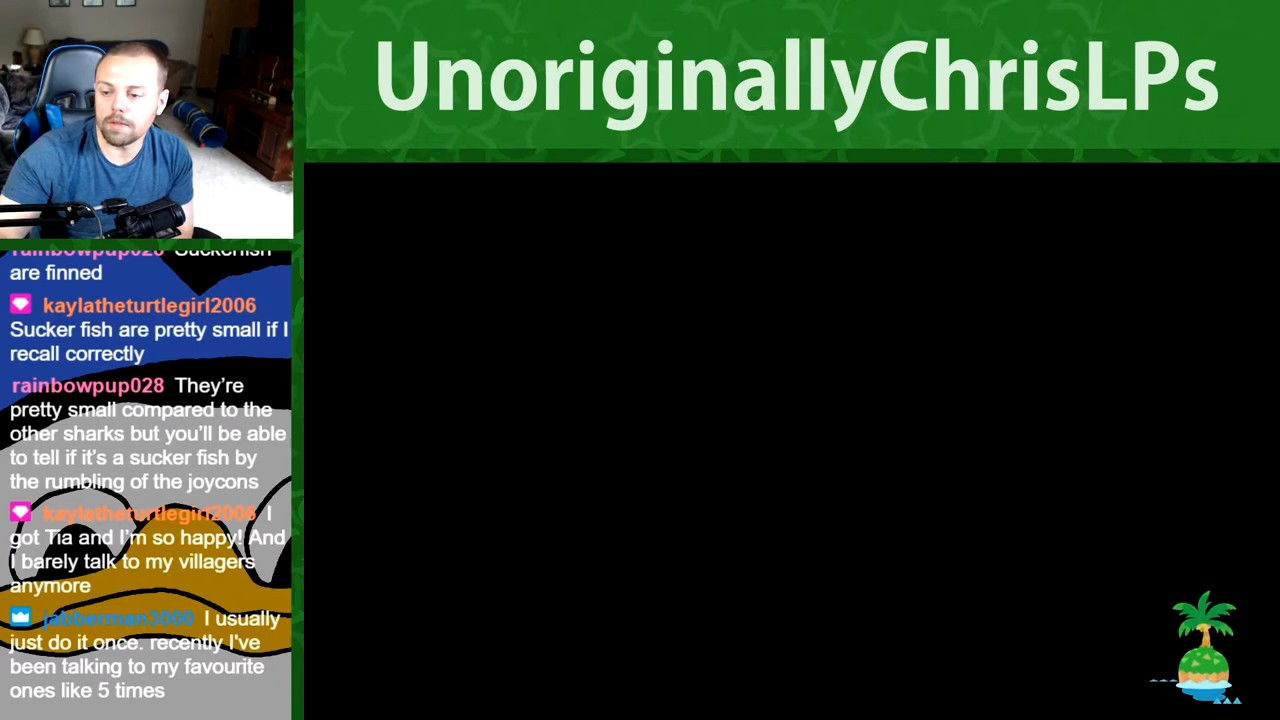 UnoriginallyChrisLPs
rainbowpup028 Suckerfish
are finned
kaylatheturtlegirl2006
Sucker fish are pretty small if I
recall correctly
rainbowpup028 They're
pretty small compared to the
other sharks but you'll be able
to tell if it's a sucker fish by
the rumbling of the joycons
kaylatheturtlegirl2006 I
got Tia and I'm so happy! And
I barely talk to my villagers
anymore
jabberman3000 I usually
just do it once. recently I've
been talking to my favourite
ones like 5 times